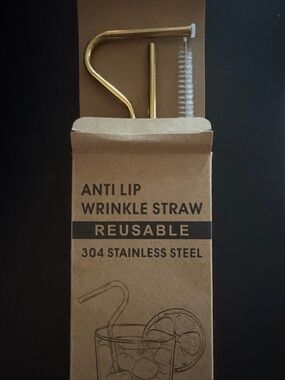 ANTI LIP
WRINKLE STRAW
REUSABLE
304 STAINLESS STEEL